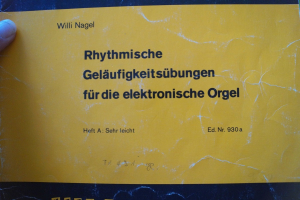 Willi Nagel
Rhythmische
Geläufigkeitsübungen
für die elektronische Orgel
Heft A Sehr leicht Ed. Nr. 930 a